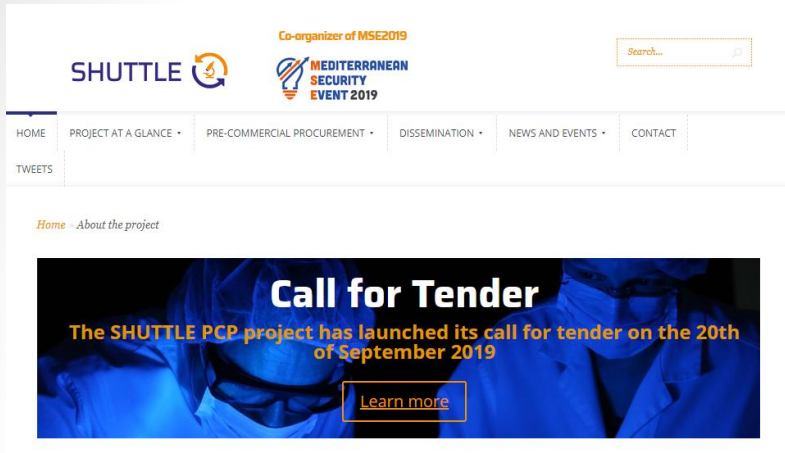 Co-organizer of MSE2019
Search...
SHUTTLE
MEDITERRANEAN
SECURITY
EVENT 2019
HOME
PROJECT AT A GLANCE
PRE-COMMERCIAL PROCUREMENT
DISSEMINATION
NEWS AND EVENTS
CONTACT
TWEETS
Home » About the project
Call for Tender
The SHUTTLE PCP project has launched its call for tender on the 20th
of September 2019
Learn more